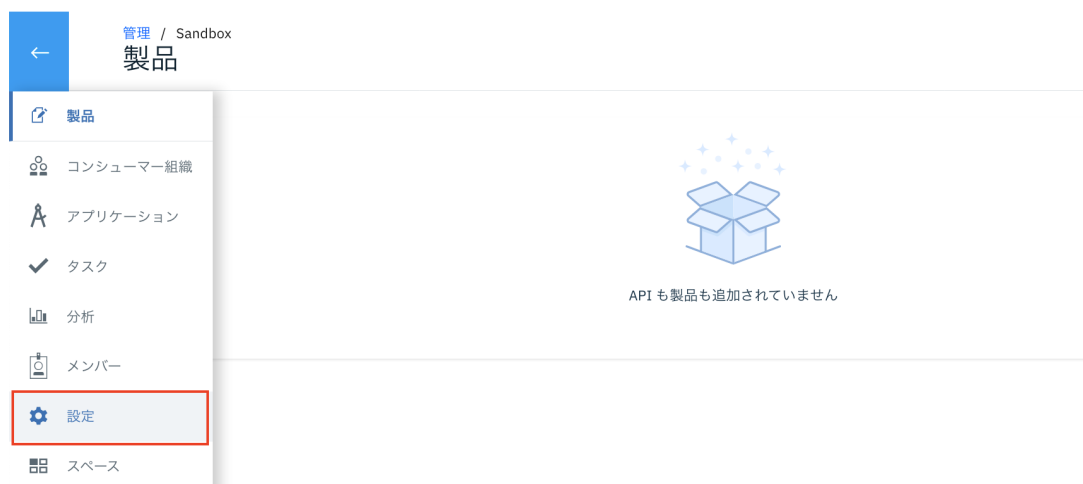 管理 / Sandbox
製品
製品
コンシューマー組織
アプリケーション
タスク
分析
メンバー
設定
スペース
API も製品も追加されていません